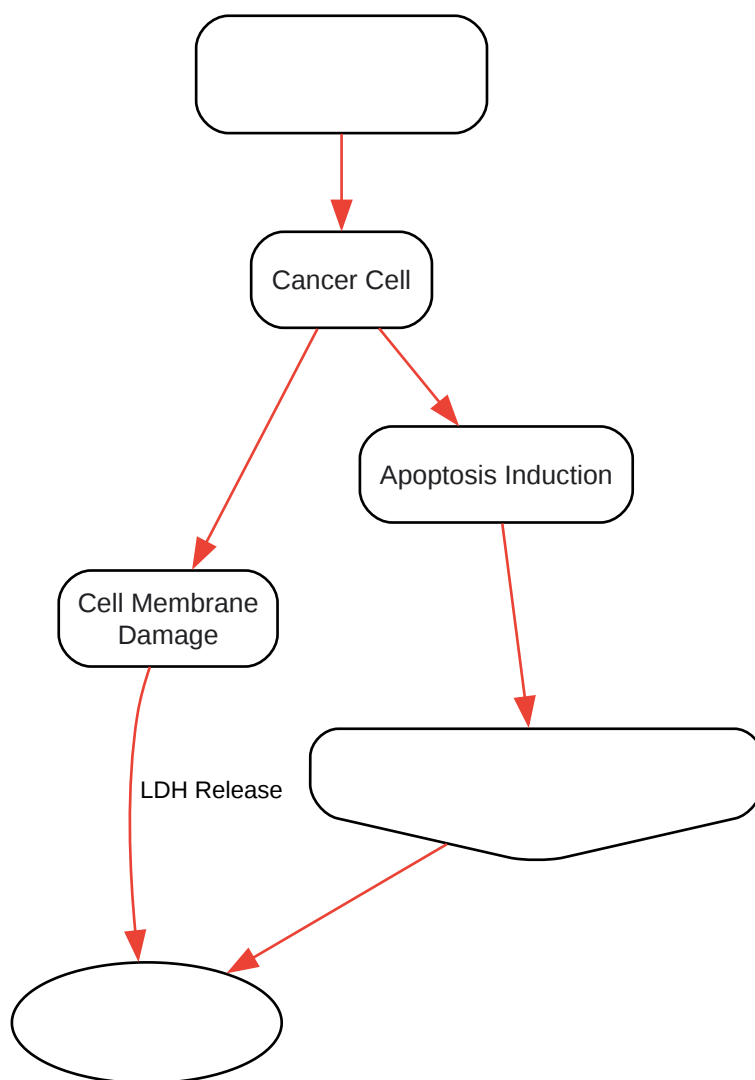 Cancer Cell
Apoptosis Induction
Cell Membrane
Damage
LDH Release